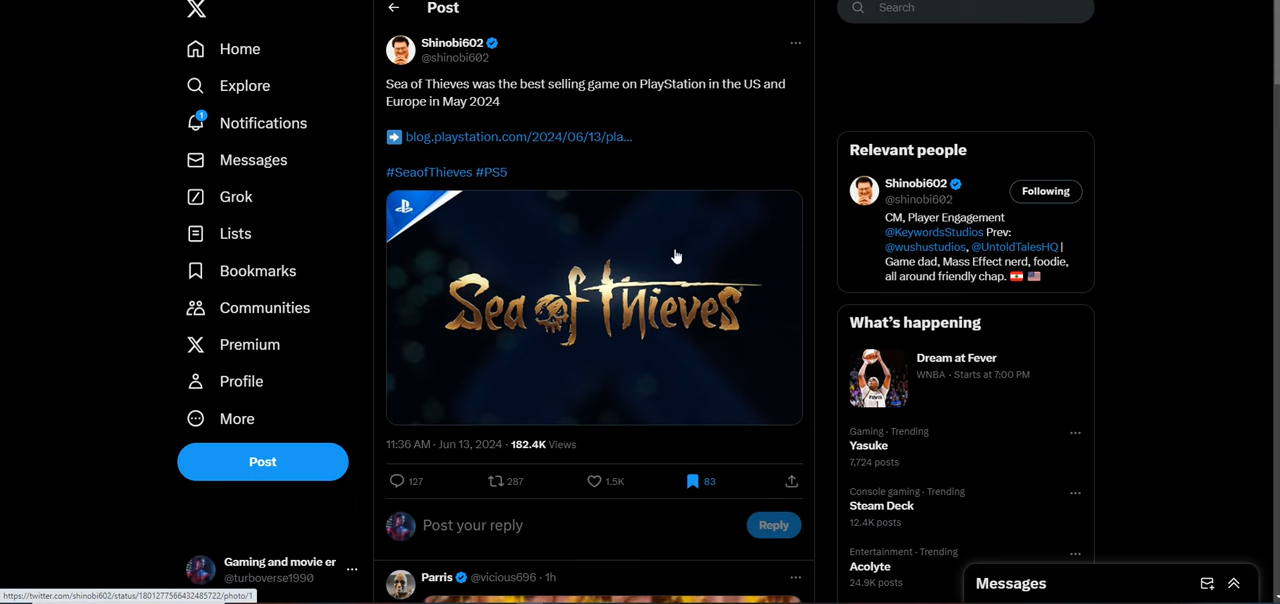 Home
Explore
1
Notifications
Messages
Grok
Lists
Bookmarks
Communities
Premium
Profile
More
Post
Gaming and movie er
@turboverse1990
https://twitter.com/shinobi602/status/1801277566432485722/photo/1
Post
Shinobi602
@shinobi602
Sea of Thieves was the best selling game on PlayStation in the US and
Europe in May 2024
blog.playstation.com/2024/06/13/pla...
#SeaofThieves #PS5
Sea of Thieves
11:36 AM · Jun 13, 2024 · 182.4K Views
127 287 1.5K 83
Post your reply
Reply
Parris @vicious696 · 1h
Search
Relevant people
Shinobi602
@shinobi602
Following
CM, Player Engagement
@KeywordsStudios Prev:
@wushustudios, @UntoldTalesHQ |
Game dad, Mass Effect nerd, foodie,
all around friendly chap.
What's happening
Dream at Fever
WNBA · Starts at 7:00 PM
Gaming · Trending
Yasuke
7,724 posts
Console gaming · Trending
Steam Deck
12.4K posts
Entertainment · Trending
Acolyte
24.9K posts
Messages